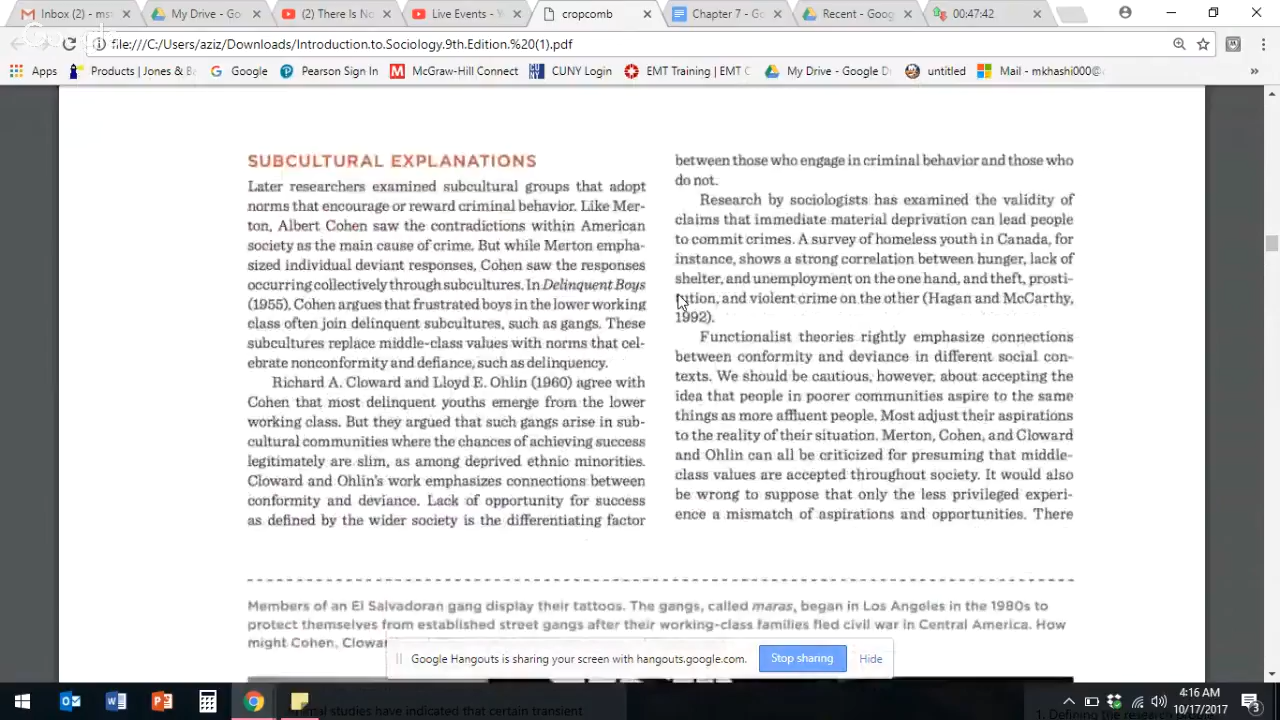 Inbox (2) - ms
My Drive - Goo
(2) There Is No
Live Events - Y
cropcomb
Chapter 7 - Go
Recent - Goog
00:47:42
file:///C:/Users/aziz/Downloads/Introduction.to.Sociology.9th.Edition.%20(1).pdf
Apps
Products | Jones & Ba
Google
Pearson Sign In
McGraw-Hill Connect
CUNY Login
EMT Training | EMT C
My Drive - Google Dr
untitled
Mail - mkhashi000@c
»
SUBCULTURAL EXPLANATIONS
Later researchers examined subcultural groups that adopt
norms that encourage or reward criminal behavior. Like Mer-
ton, Albert Cohen saw the contradictions within American
society as the main cause of crime. But while Merton empha-
sized individual deviant responses, Cohen saw the responses
occurring collectively through subcultures. In Delinquent Boys
(1955), Cohen argues that frustrated boys in the lower working
class often join delinquent subcultures, such as gangs. These
subcultures replace middle-class values with norms that cel-
ebrate nonconformity and defiance, such as delinquency.
Richard A. Cloward and Lloyd E. Ohlin (1960) agree with
Cohen that most delinquent youths emerge from the lower
working class. But they argued that such gangs arise in sub-
cultural communities where the chances of achieving success
legitimately are slim, as among deprived ethnic minorities.
Cloward and Ohlin's work emphasizes connections between
conformity and deviance. Lack of opportunity for success
as defined by the wider society is the differentiating factor
between those who engage in criminal behavior and those who
do not.
Research by sociologists has examined the validity of
claims that immediate material deprivation can lead people
to commit crimes. A survey of homeless youth in Canada, for
instance, shows a strong correlation between hunger, lack of
shelter, and unemployment on the one hand, and theft, prosti-
tution, and violent crime on the other (Hagan and McCarthy,
1992).
Functionalist theories rightly emphasize connections
between conformity and deviance in different social con-
texts. We should be cautious, however, about accepting the
idea that people in poorer communities aspire to the same
things as more affluent people. Most adjust their aspirations
to the reality of their situation. Merton, Cohen, and Cloward
and Ohlin can all be criticized for presuming that middle-
class values are accepted throughout society. It would also
be wrong to suppose that only the less privileged experi-
ence a mismatch of aspirations and opportunities. There
Members of an El Salvadoran gang display their tattoos. The gangs, called maras, began in Los Angeles in the 1980s to
protect themselves from established street gangs after their working-class families fled civil war in Central America. How
might Cohen, Clowar
Google Hangouts is sharing your screen with hangouts.google.com.
Stop sharing
Hide
mal studies have indicated that certain transient
4:16 AM
10/17/2017
3